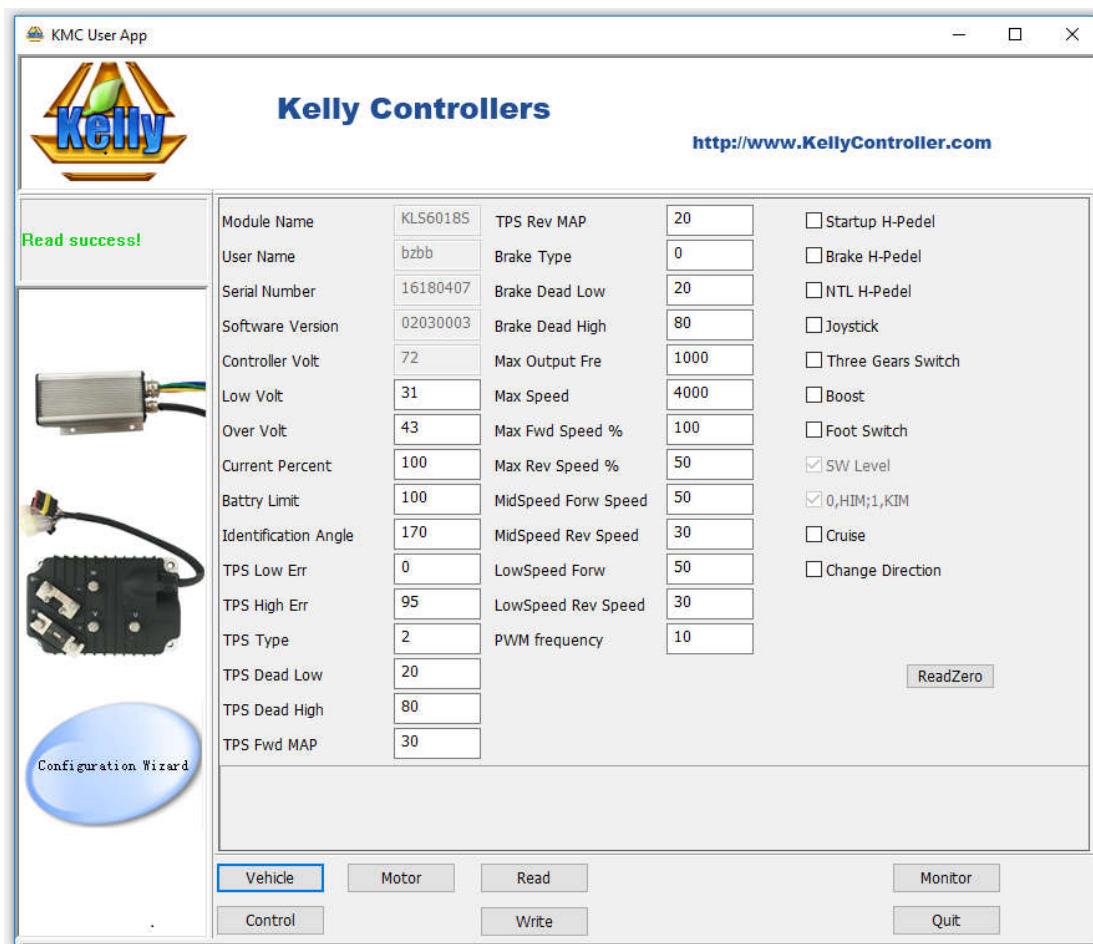 KMC User App
Kelly
Kelly Controllers
http://www.KellyController.com
Read success!
Configuration Wizard
Module Name KLS6018S
User Name bzbb
Serial Number 16180407
Software Version 02030003
Controller Volt 72
Low Volt 31
Over Volt 43
Current Percent 100
Battry Limit 100
Identification Angle 170
TPS Low Err 0
TPS High Err 95
TPS Type 2
TPS Dead Low 20
TPS Dead High 80
TPS Fwd MAP 30
TPS Rev MAP 20
Brake Type 0
Brake Dead Low 20
Brake Dead High 80
Max Output Fre 1000
Max Speed 4000
Max Fwd Speed % 100
Max Rev Speed % 50
MidSpeed Forw Speed 50
MidSpeed Rev Speed 30
LowSpeed Forw 50
LowSpeed Rev Speed 30
PWM frequency 10
Startup H-Pedel
Brake H-Pedel
NTL H-Pedel
Joystick
Three Gears Switch
Boost
Foot Switch
SW Level
0,HIM;1,KIM
Cruise
Change Direction
ReadZero
Vehicle Motor Read Monitor
Control Write Quit